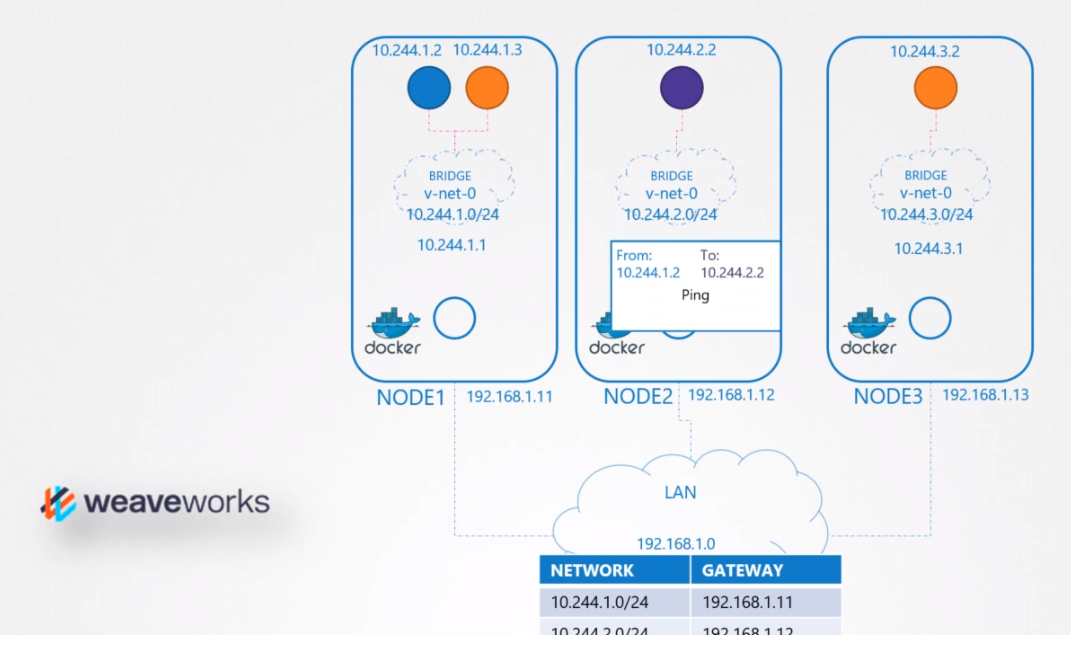 10.244.1.2 10.244.1.3
BRIDGE
v-net-0
10.244.1.0/24
10.244.1.1
docker
NODE1 192.168.1.11
10.244.2.2
BRIDGE
v-net-0
10.244.2.0/24
From: To:
10.244.1.2 10.244.2.2
Ping
docker
NODE2 192.168.1.12
10.244.3.2
BRIDGE
v-net-0
10.244.3.0/24
10.244.3.1
docker
NODE3 192.168.1.13
weaveworks
LAN
192.168.1.0
NETWORK GATEWAY
10.244.1.0/24 192.168.1.11
10.244.2.0/24 192.168.1.12